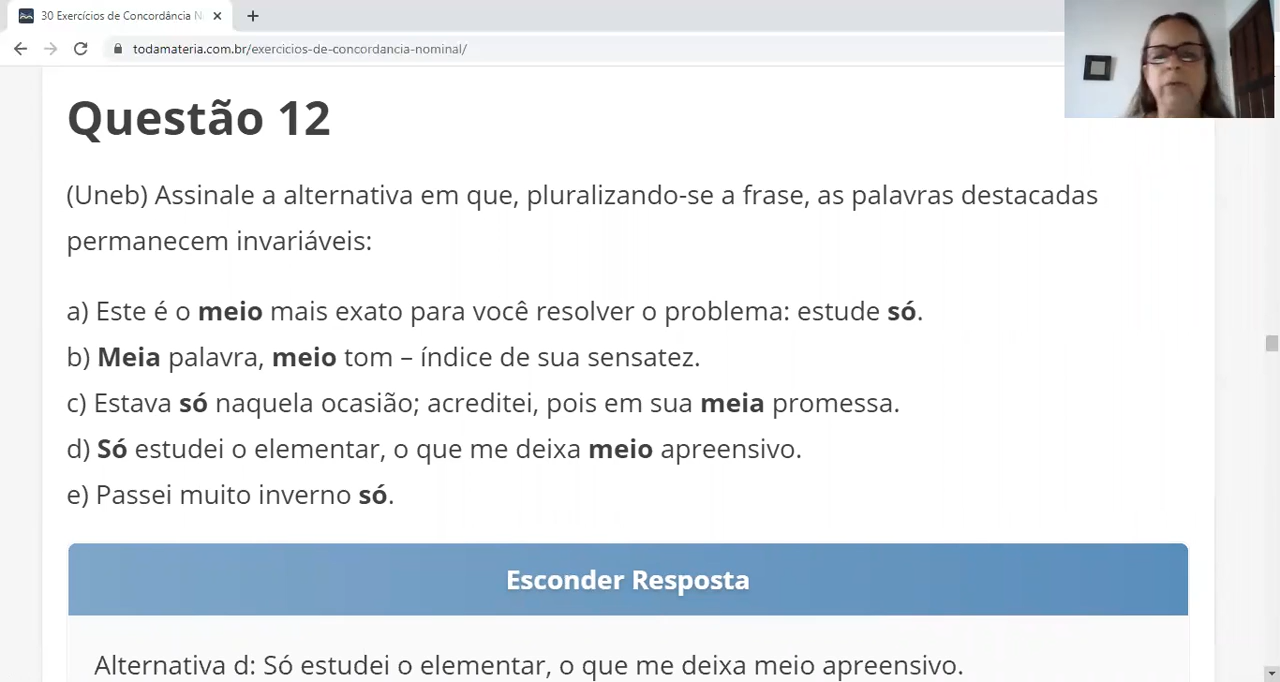 30 Exercícios de Concordância N
todamateria.com.br/exercicios-de-concordancia-nominal/
Questão 12
(Uneb) Assinale a alternativa em que, pluralizando-se a frase, as palavras destacadas
permanecem invariáveis:
a) Este é o meio mais exato para você resolver o problema: estude só.
b) Meia palavra, meio tom – índice de sua sensatez.
c) Estava só naquela ocasião; acreditei, pois em sua meia promessa.
d) Só estudei o elementar, o que me deixa meio apreensivo.
e) Passei muito inverno só.
Esconder Resposta
Alternativa d: Só estudei o elementar, o que me deixa meio apreensivo.